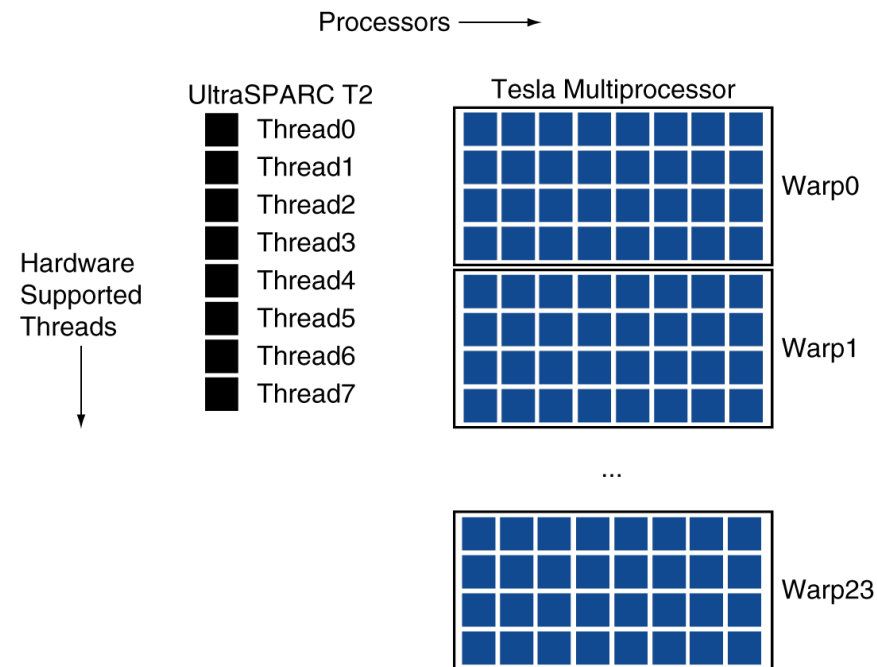 Processors
UltraSPARC T2
Tesla Multiprocessor
Thread0
Thread1
Thread2
Thread3
Thread4
Thread5
Thread6
Thread7
Hardware
Supported
Threads
Warp0
Warp1
...
Warp23